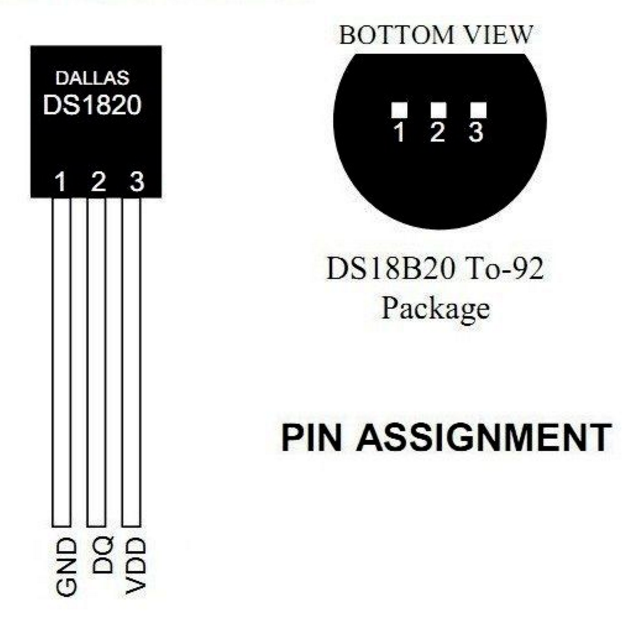 DALLAS
DS1820
1 2 3
GND
DQ
VDD
BOTTOM VIEW
1 2 3
DS18B20 To-92
Package
PIN ASSIGNMENT